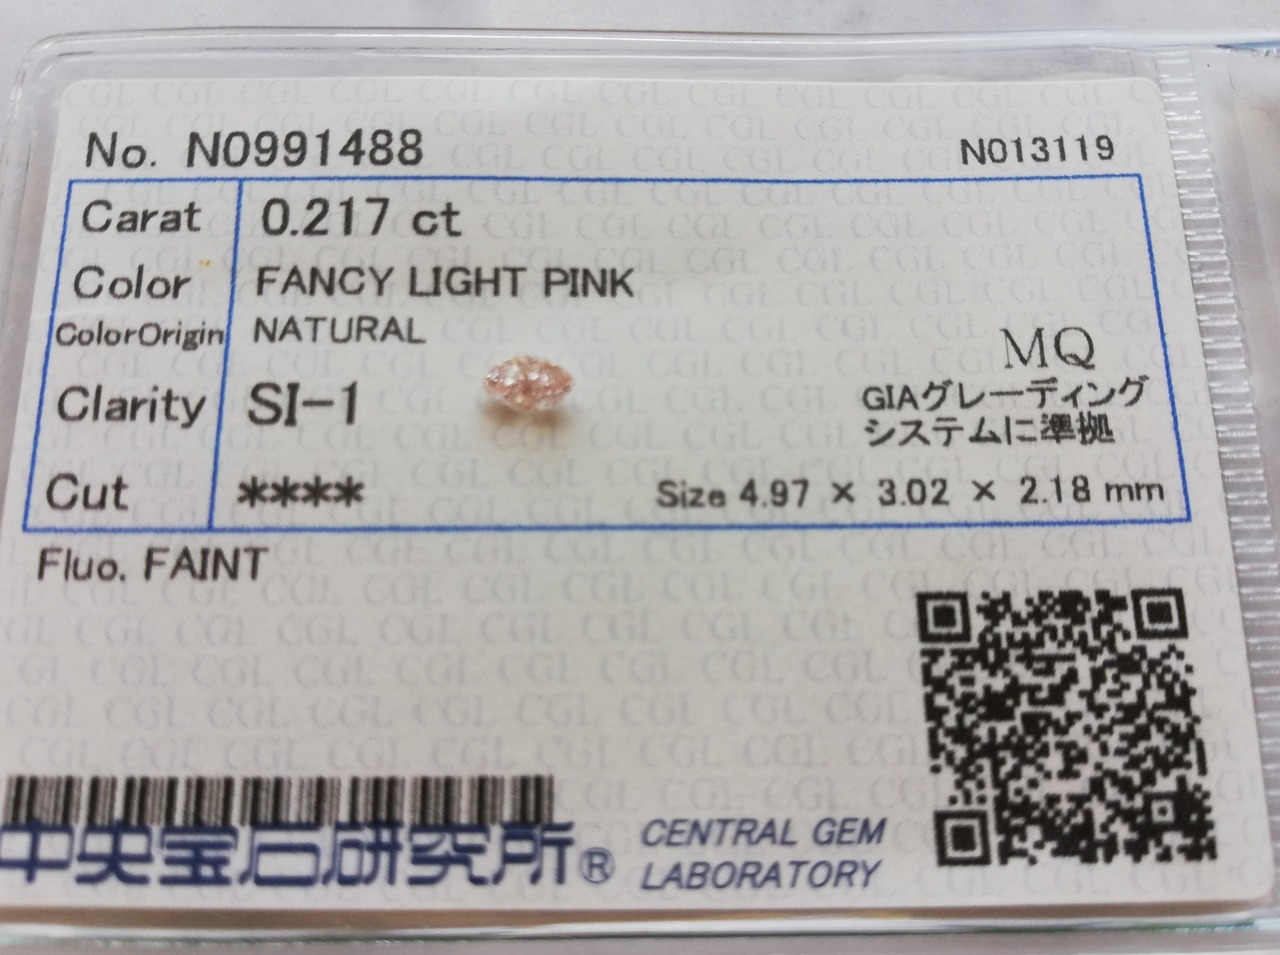 No. N0991488
N013119
Carat 0.217 ct
Color FANCY LIGHT PINK
ColorOrigin NATURAL
MQ
Clarity SI-1
GIAグレーディング
システムに準拠
Cut ****
Size 4.97 × 3.02 × 2.18 mm
Fluo. FAINT
中央宝石研究所®
CENTRAL GEM
LABORATORY